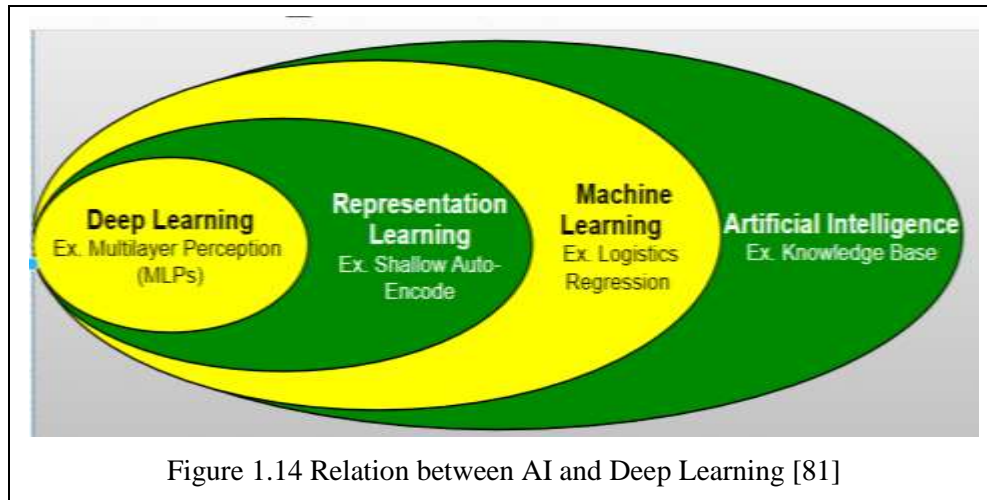 Deep Learning
Ex. Multilayer Perception
(MLPs)
Representation
Learning
Ex. Shallow Auto-
Encode
Machine
Learning
Ex. Logistics
Regression
Artificial Intelligence
Ex. Knowledge Base
Figure 1.14 Relation between AI and Deep Learning [81]